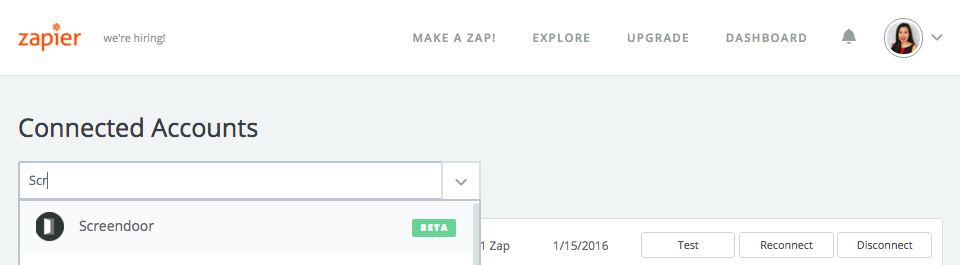 zapier we're hiring! MAKE A ZAP! EXPLORE UPGRADE DASHBOARD
Connected Accounts
Scr
Screendoor BETA
1 Zap 1/15/2016 Test Reconnect Disconnect